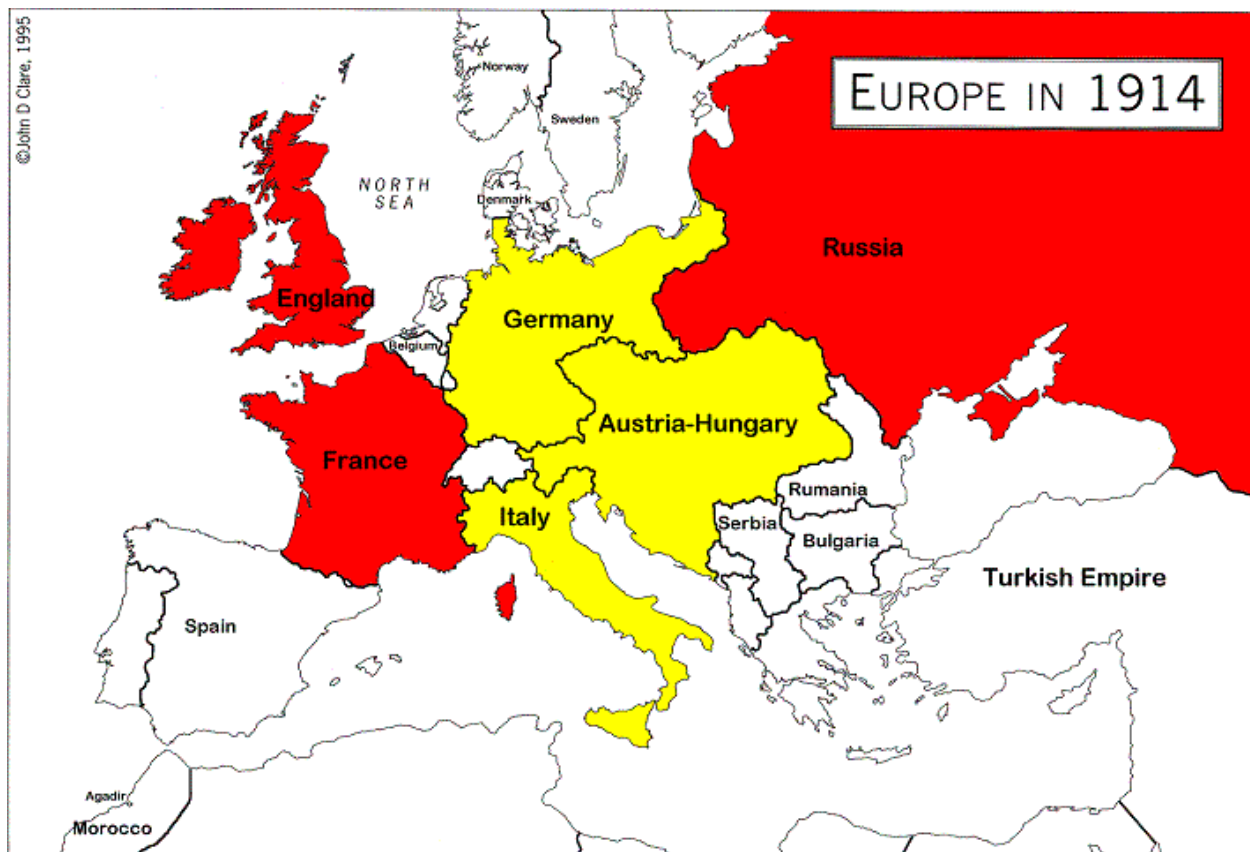 ©John D Clare, 1995
EUROPE IN 1914
Norway
Sweden
NORTH
SEA
Denmark
Russia
England
Germany
Belgium
Austria-Hungary
France
Rumania
Italy
Serbia
Bulgaria
Turkish Empire
Spain
Agadir
Morocco